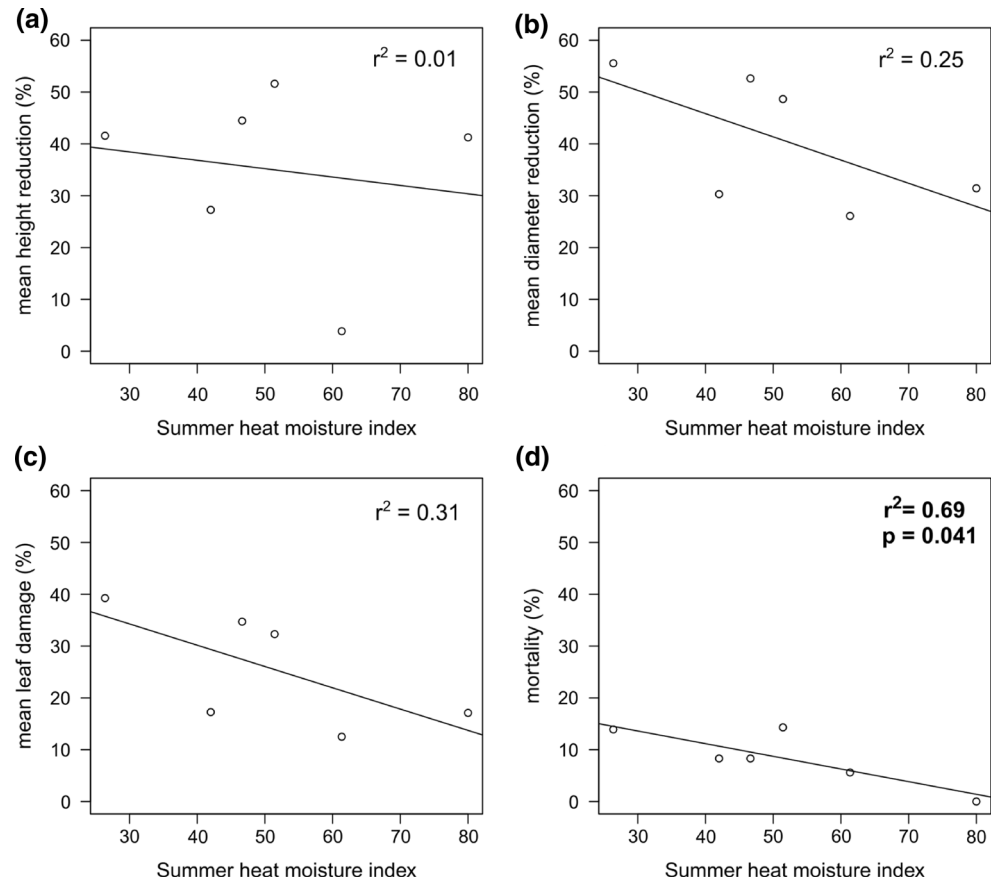 (a)
r² = 0.01
mean height reduction (%)
60
50
40
30
20
10
0
30 40 50 60 70 80
Summer heat moisture index
(b)
r² = 0.25
mean diameter reduction (%)
60
50
40
30
20
10
0
30 40 50 60 70 80
Summer heat moisture index
(c)
r² = 0.31
mean leaf damage (%)
60
50
40
30
20
10
0
30 40 50 60 70 80
Summer heat moisture index
(d)
r²= 0.69
p = 0.041
mortality (%)
60
50
40
30
20
10
0
30 40 50 60 70 80
Summer heat moisture index